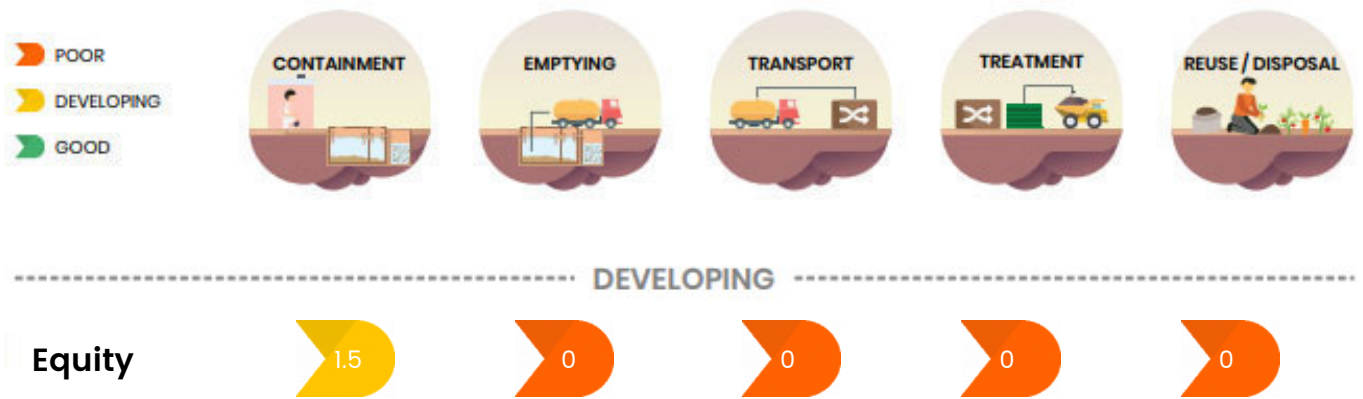 POOR
DEVELOPING
GOOD
CONTAINMENT
EMPTYING
TRANSPORT
TREATMENT
REUSE / DISPOSAL
DEVELOPING
Equity 1.5 0 0 0 0